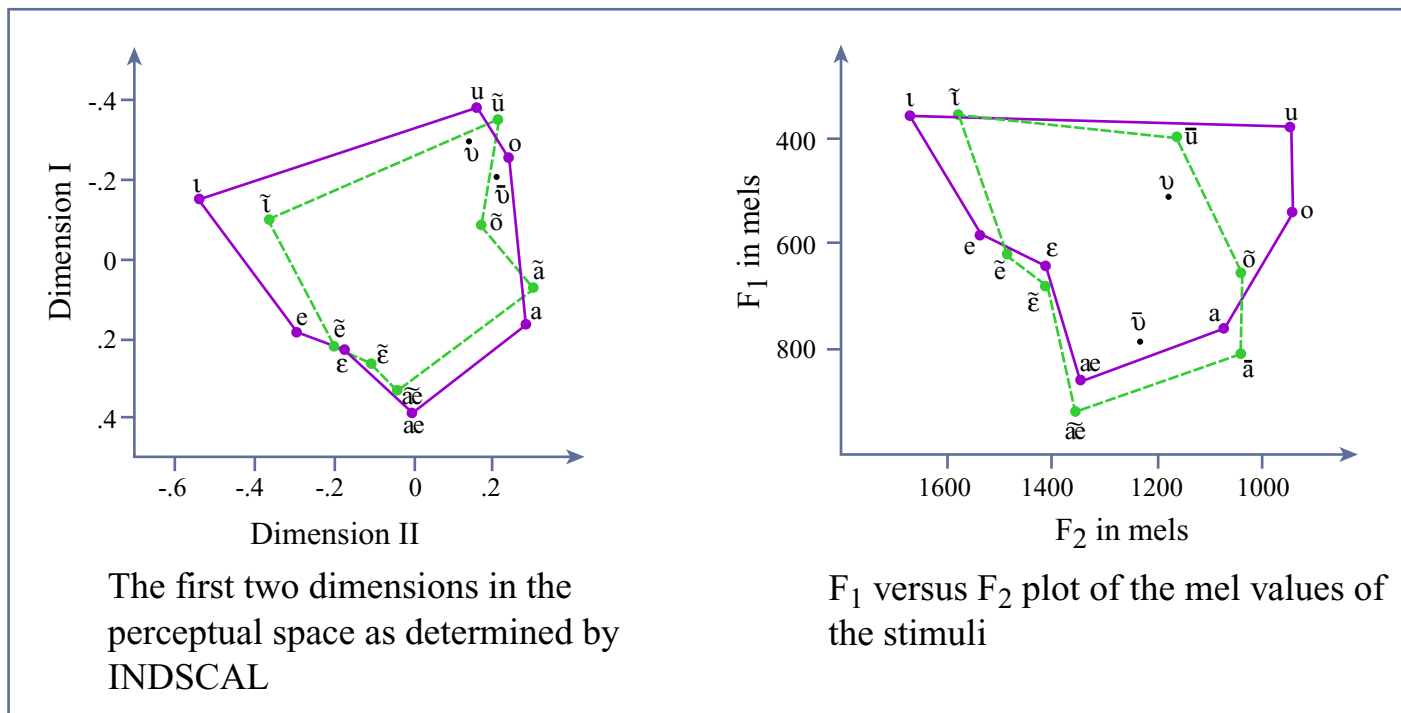 Dimension I
-.4
-.2
0
.2
.4
ι
u
ũ
ʋ
o
ʋ̄
ι̃
õ
ã
a
e
ẽ
ε
ε̃
æ̃
ae
-.6
-.4
-.2
0
.2
Dimension II
The first two dimensions in the
perceptual space as determined by
INDSCAL
F₁ in mels
400
600
800
ι
ι̃
u
ū
ʋ
o
e
ẽ
ε
ε̃
õ
ʋ̄
a
ae
ā
æ̃
1600
1400
1200
1000
F₂ in mels
F₁ versus F₂ plot of the mel values of
the stimuli